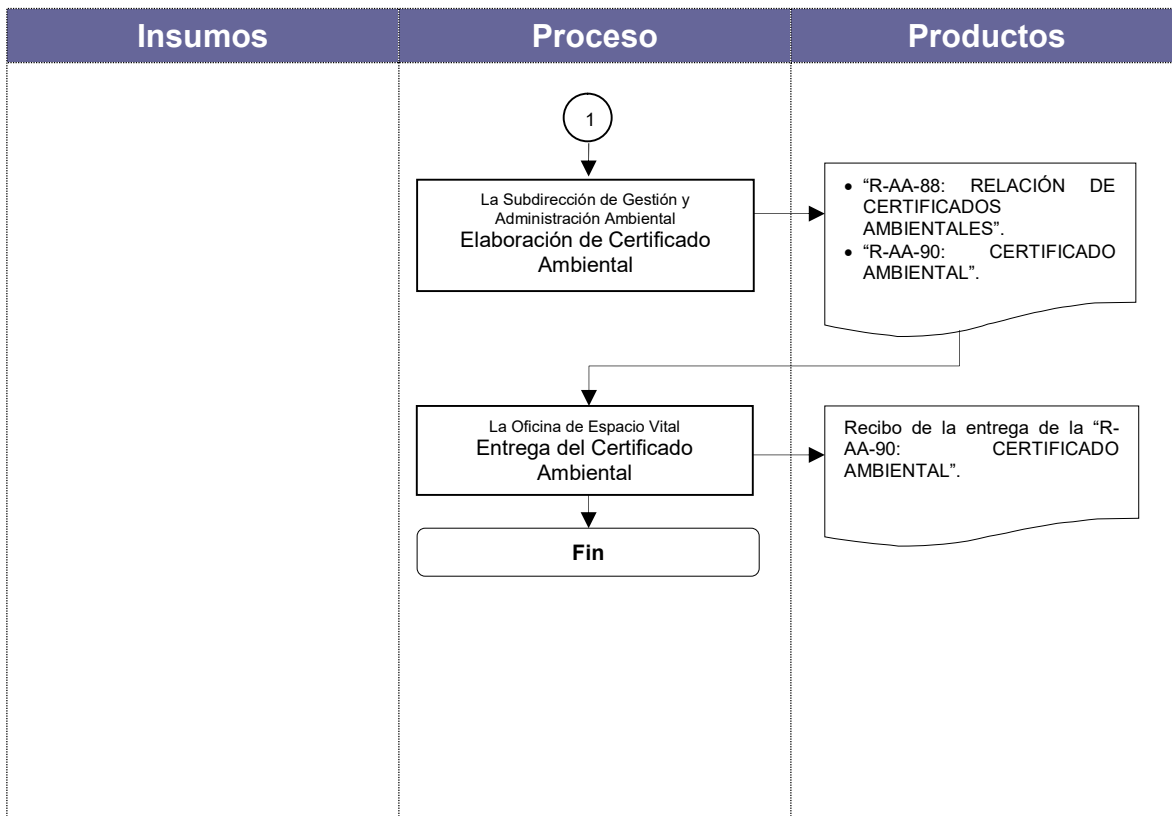 Insumos Proceso Productos
1
La Subdirección de Gestión y
Administración Ambiental
Elaboración de Certificado
Ambiental
• “R-AA-88: RELACIÓN DE
CERTIFICADOS
AMBIENTALES”.
• “R-AA-90: CERTIFICADO
AMBIENTAL”.
La Oficina de Espacio Vital
Entrega del Certificado
Ambiental
Recibo de la entrega de la “R-
AA-90: CERTIFICADO
AMBIENTAL”.
Fin